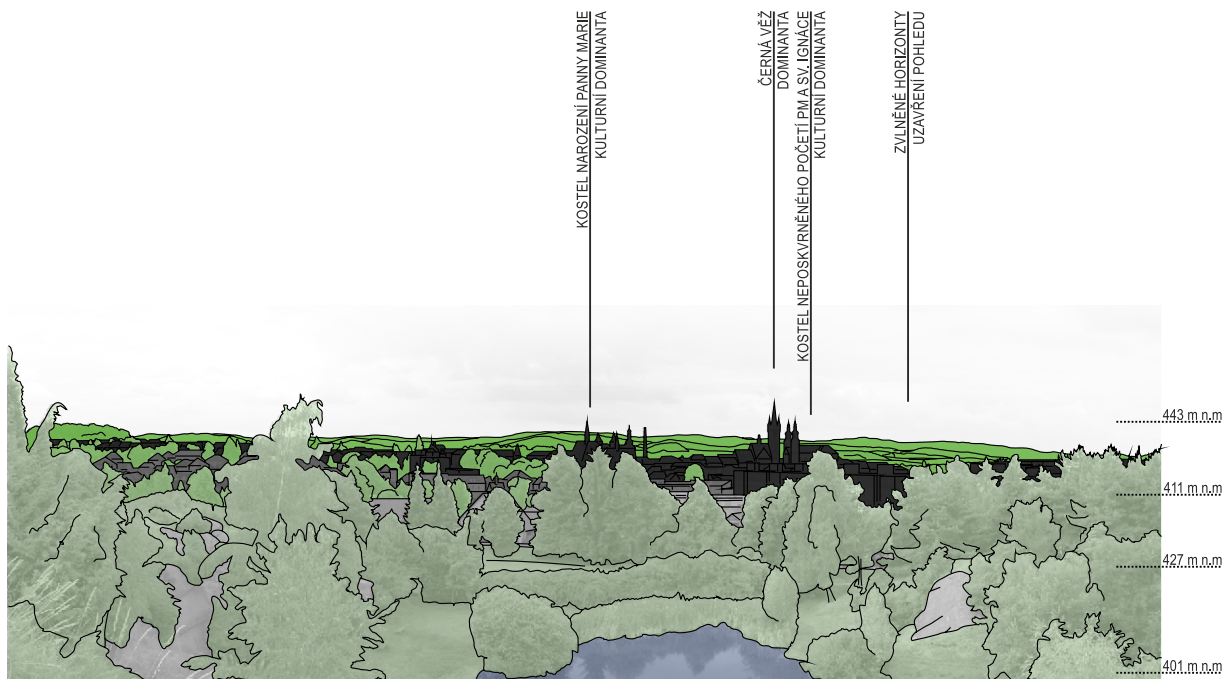 KOSTEL NAROZENÍ PANNY MARIE
KULTURNÍ DOMINANTA
ČERNÁ VĚŽ
DOMINANTA
KOSTEL NEPOSKVRNĚNÉHO POČETÍ PM A SV. IGNÁCE
KULTURNÍ DOMINANTA
ZVLNĚNÉ HORIZONTY
UZAVŘENÍ POHLEDU
443 m n.m
411 m n.m
427 m n.m
401 m n.m